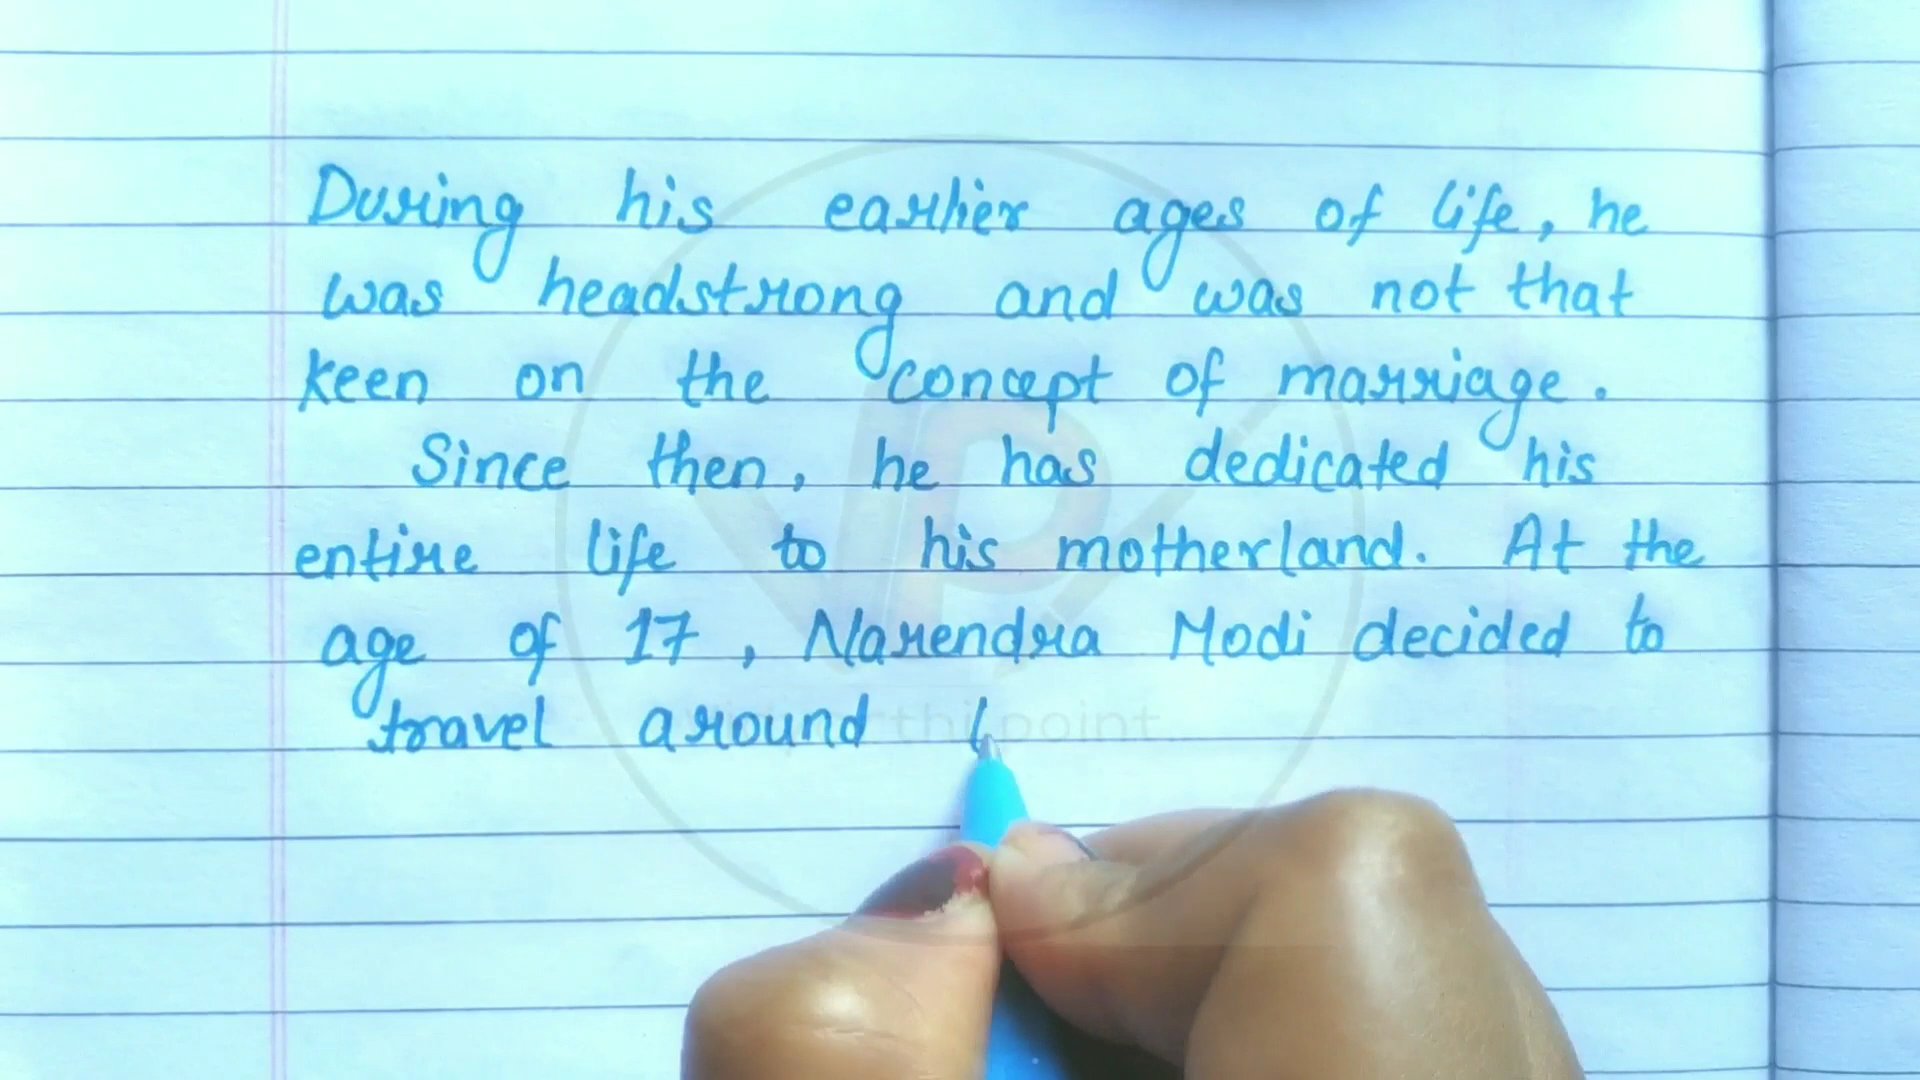 During his earlier ages of life, he
was headstrong and was not that
keen on the concept of marriage.
Since then, he has dedicated his
entire life to his motherland. At the
age of 17, Narendra Modi decided to
travel around